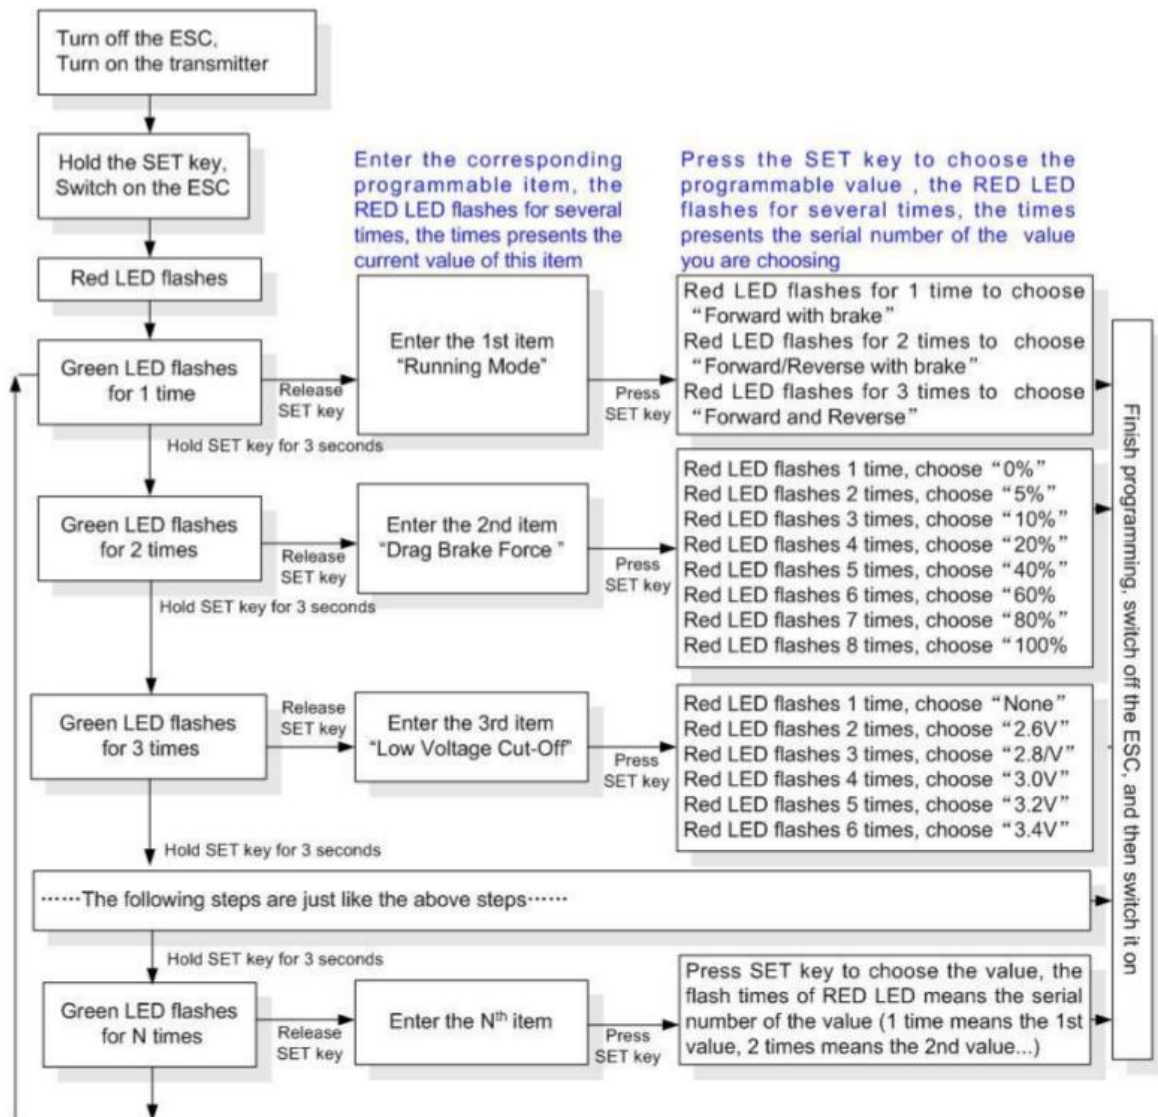 Turn off the ESC,
Turn on the transmitter
Hold the SET key,
Switch on the ESC
Enter the corresponding
programmable item, the
RED LED flashes for several
times, the times presents the
current value of this item
Press the SET key to choose the
programmable value , the RED LED
flashes for several times, the times
presents the serial number of the value
you are choosing
Red LED flashes
Green LED flashes
for 1 time
Release
SET key
Enter the 1st item
“Running Mode”
Press
SET key
Red LED flashes for 1 time to choose
“Forward with brake”
Red LED flashes for 2 times to choose
“Forward/Reverse with brake”
Red LED flashes for 3 times to choose
“Forward and Reverse”
Hold SET key for 3 seconds
Green LED flashes
for 2 times
Release
SET key
Enter the 2nd item
“Drag Brake Force ”
Press
SET key
Red LED flashes 1 time, choose “0%”
Red LED flashes 2 times, choose “5%”
Red LED flashes 3 times, choose “10%”
Red LED flashes 4 times, choose “20%”
Red LED flashes 5 times, choose “40%”
Red LED flashes 6 times, choose “60%
Red LED flashes 7 times, choose “80%”
Red LED flashes 8 times, choose “100%
Hold SET key for 3 seconds
Green LED flashes
for 3 times
Release
SET key
Enter the 3rd item
“Low Voltage Cut-Off”
Press
SET key
Red LED flashes 1 time, choose “None”
Red LED flashes 2 times, choose “2.6V”
Red LED flashes 3 times, choose “2.8/V”
Red LED flashes 4 times, choose “3.0V”
Red LED flashes 5 times, choose “3.2V”
Red LED flashes 6 times, choose “3.4V”
Hold SET key for 3 seconds
······The following steps are just like the above steps······
Hold SET key for 3 seconds
Green LED flashes
for N times
Release
SET key
Enter the Nth item
Press
SET key
Press SET key to choose the value, the
flash times of RED LED means the serial
number of the value (1 time means the 1st
value, 2 times means the 2nd value...)
Finish programming, switch off the ESC, and then switch it on